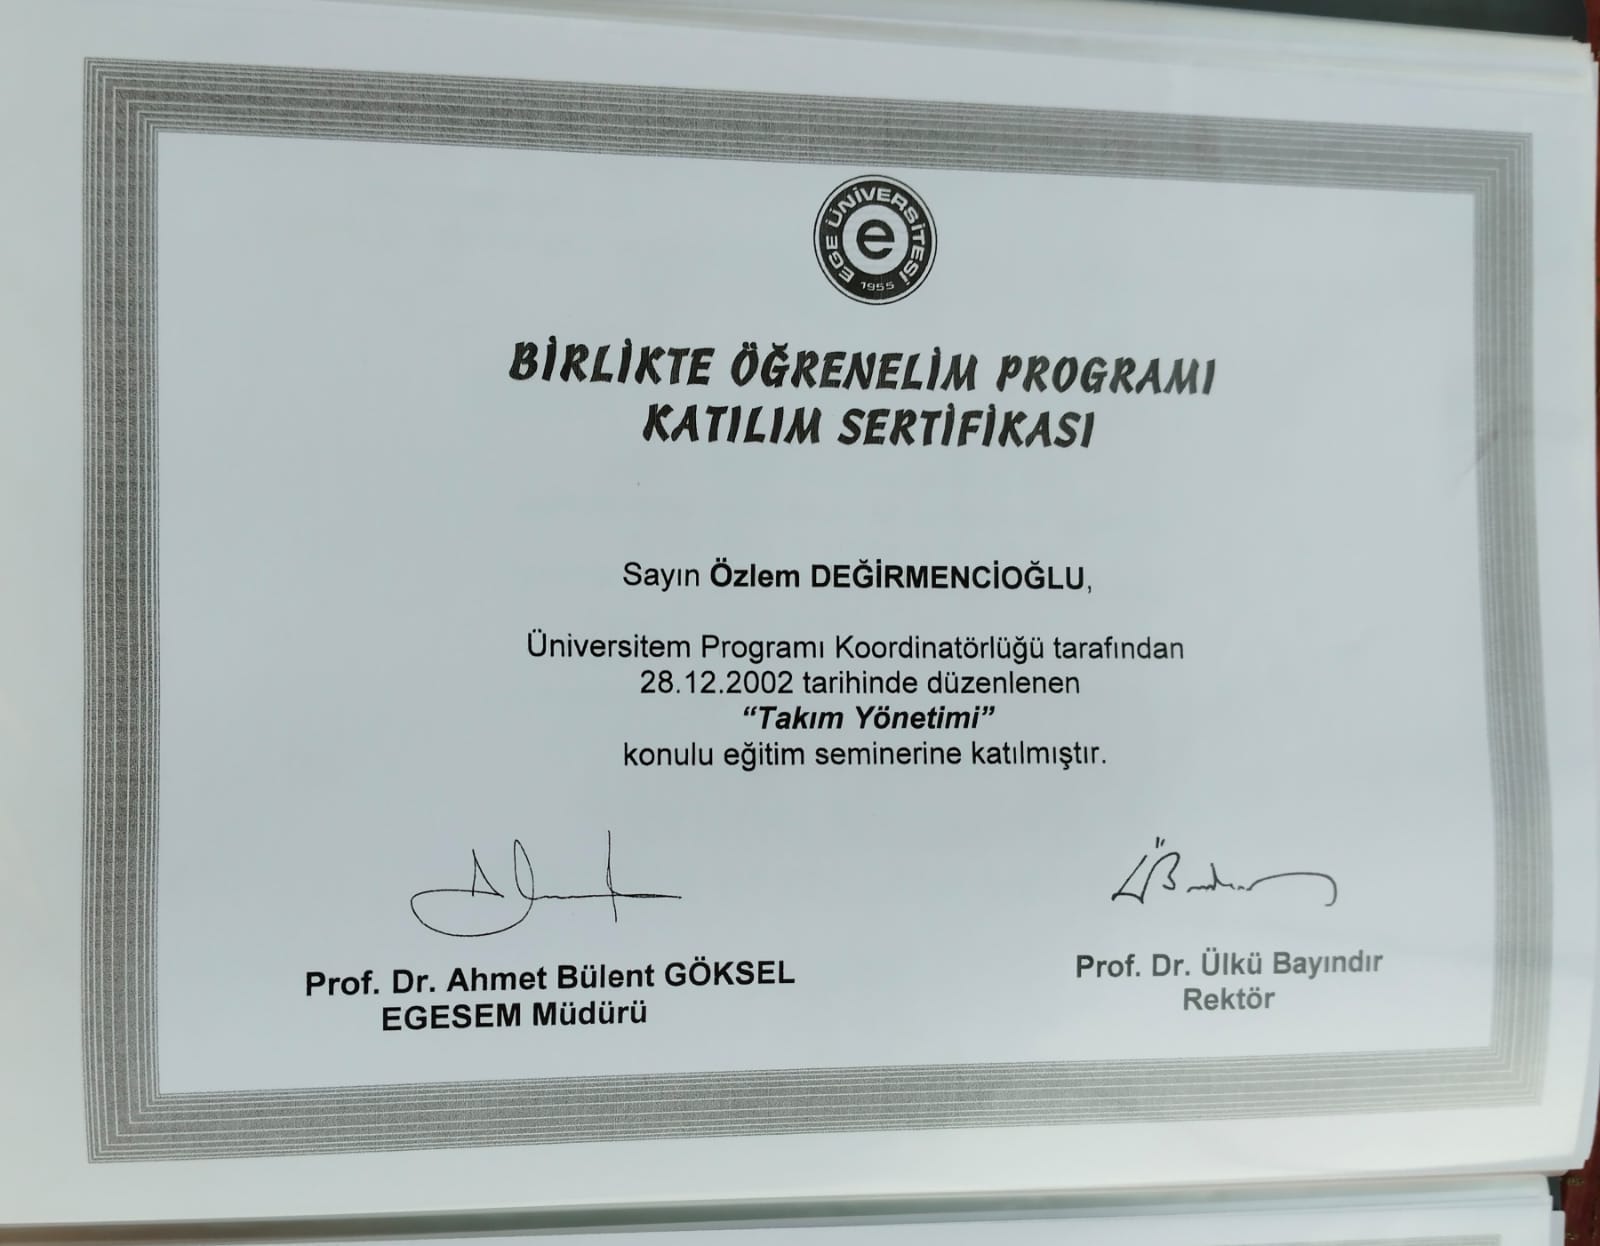 EGE ÜNİVERSİTESİ
e
1955
BİRLİKTE ÖĞRENELİM PROGRAMI
KATILIM SERTİFİKASI
Sayın Özlem DEĞİRMENCİOĞLU,
Üniversitem Programı Koordinatörlüğü tarafından
28.12.2002 tarihinde düzenlenen
“Takım Yönetimi”
konulu eğitim seminerine katılmıştır.
Prof. Dr. Ahmet Bülent GÖKSEL
EGESEM Müdürü
Prof. Dr. Ülkü Bayındır
Rektör